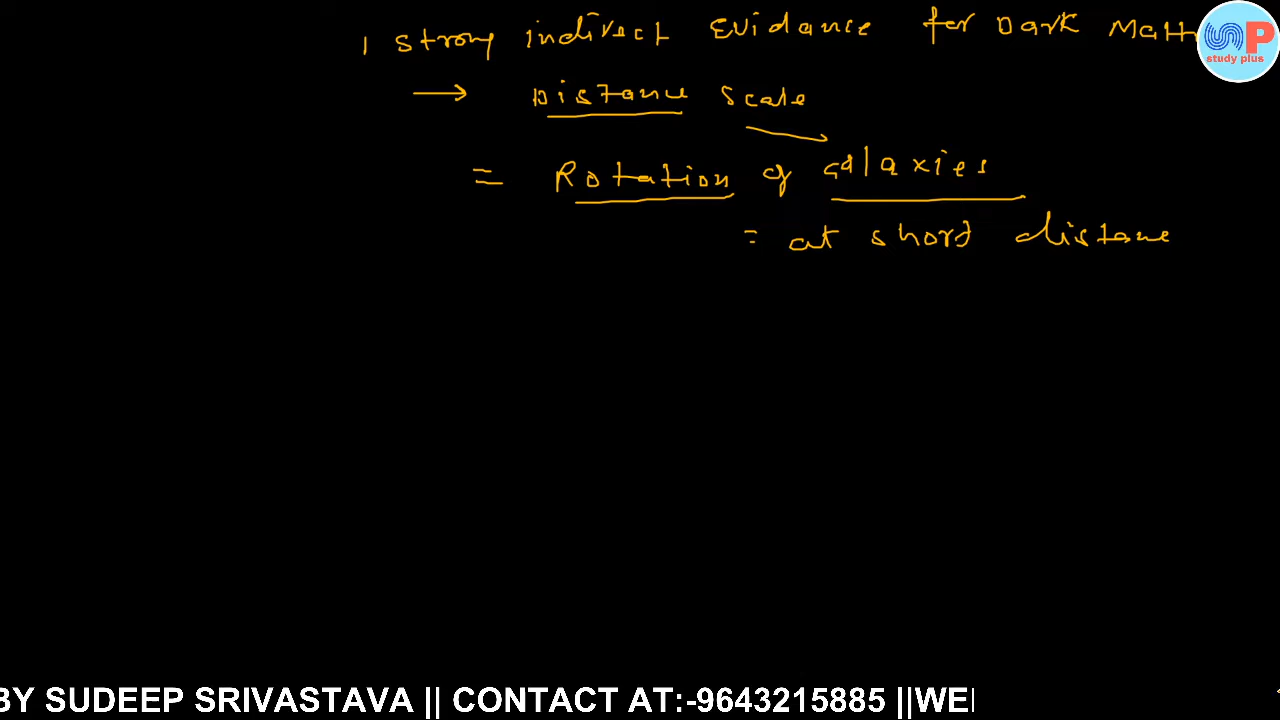 1 strong indirect Evidance for Dark Matt
SP
study plus
→ Distance scale
= Rotation of galaxies
= at short distance
BY SUDEEP SRIVASTAVA || CONTACT AT:-9643215885 ||WE